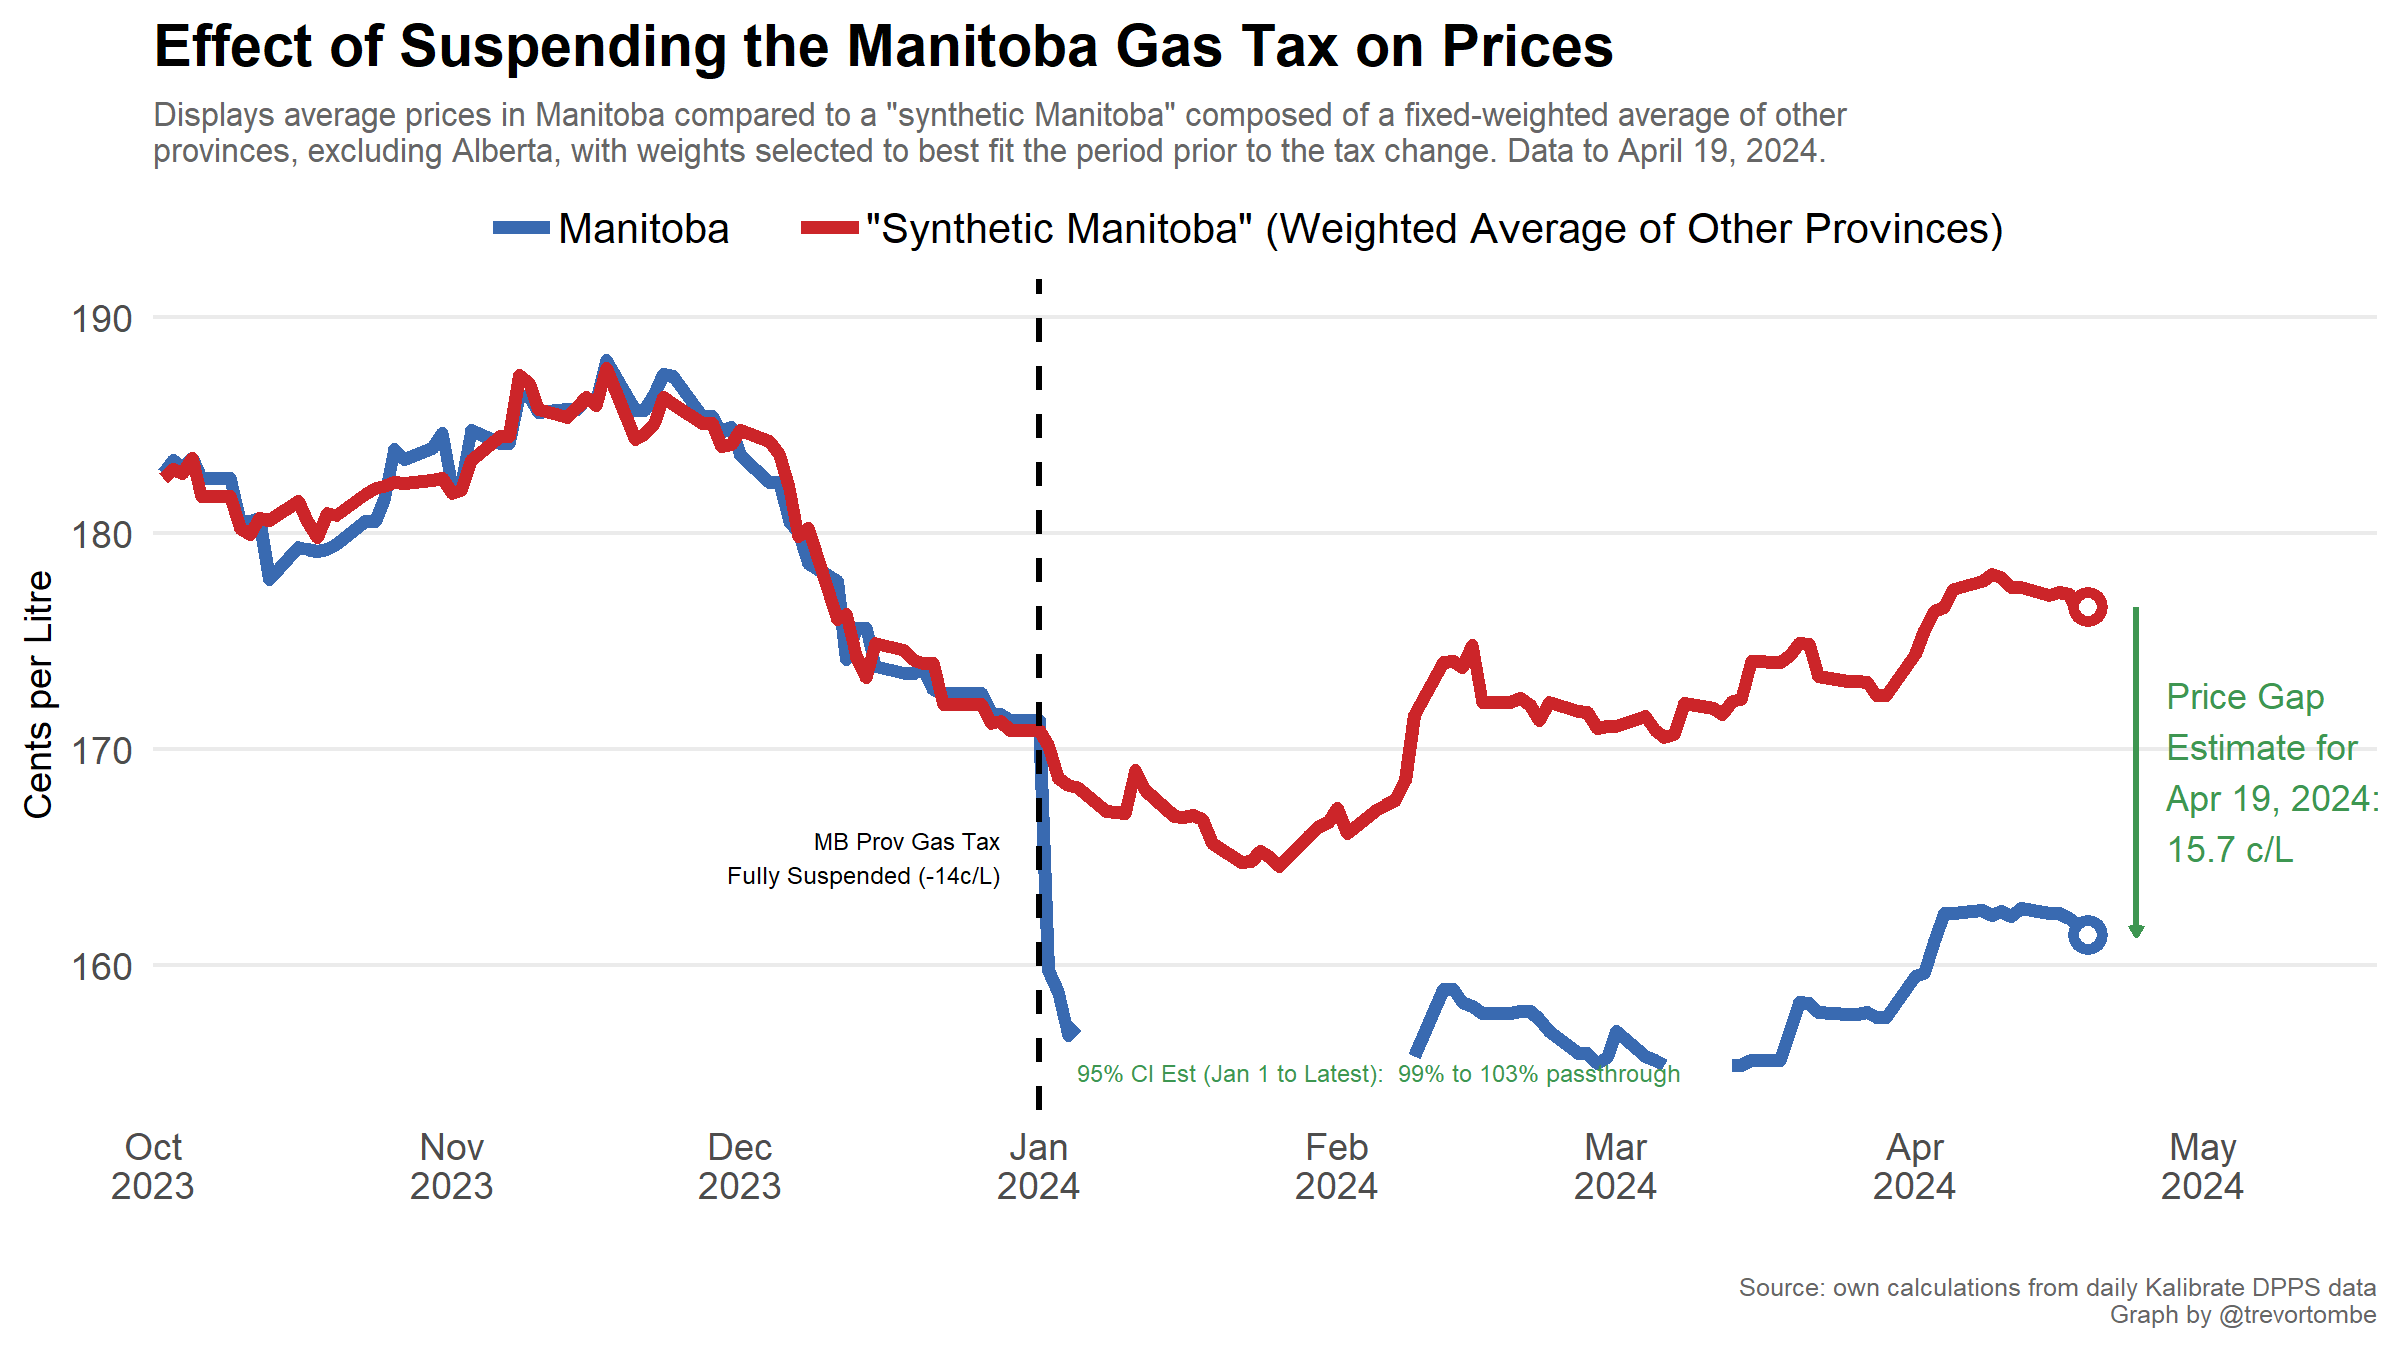 Effect of Suspending the Manitoba Gas Tax on Prices
Displays average prices in Manitoba compared to a "synthetic Manitoba" composed of a fixed-weighted average of other
provinces, excluding Alberta, with weights selected to best fit the period prior to the tax change. Data to April 19, 2024.
Manitoba
"Synthetic Manitoba" (Weighted Average of Other Provinces)
Cents per Litre
190
180
170
160
MB Prov Gas Tax
Fully Suspended (-14c/L)
Price Gap
Estimate for
Apr 19, 2024:
15.7 c/L
95% CI Est (Jan 1 to Latest):  99% to 103% passthrough
Oct
2023
Nov
2023
Dec
2023
Jan
2024
Feb
2024
Mar
2024
Apr
2024
May
2024
Source: own calculations from daily Kalibrate DPPS data
Graph by @trevortombe